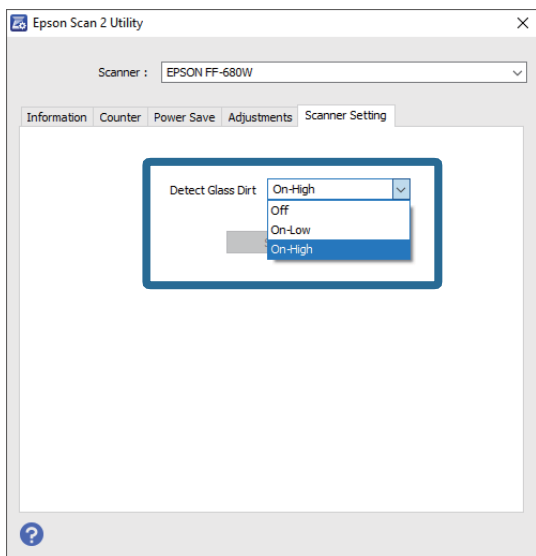 Epson Scan 2 Utility
Scanner : EPSON FF-680W
Information Counter Power Save Adjustments Scanner Setting
Detect Glass Dirt On-High
Off
On-Low
On-High
?